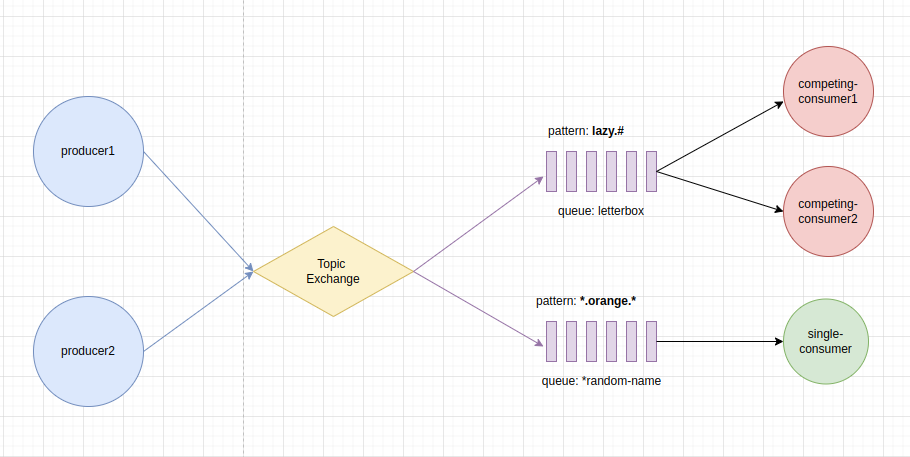 producer1
producer2
Topic
Exchange
pattern: lazy.#
queue: letterbox
pattern: *.orange.*
queue: *random-name
competing-
consumer1
competing-
consumer2
single-
consumer